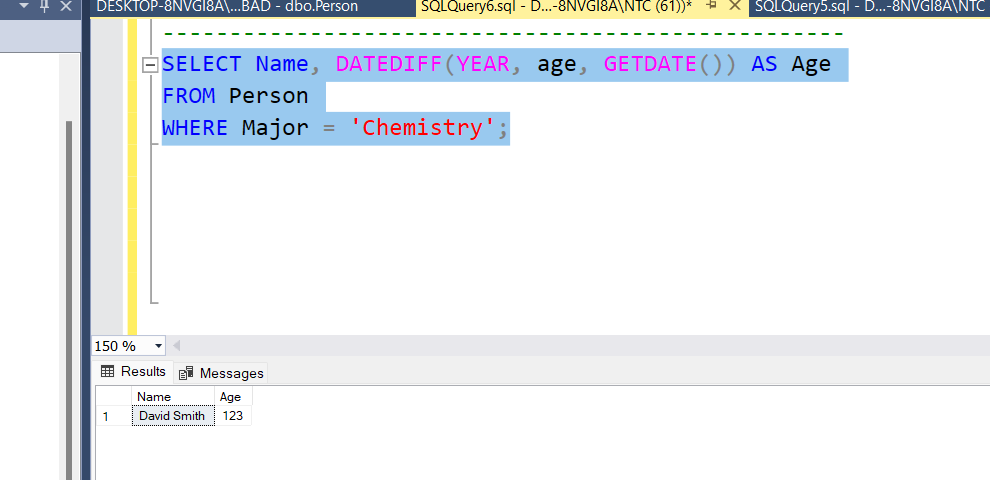 DESKTOP-8NVGI8A\...BAD - dbo.Person
SQLQuery6.sql - D...-8NVGI8A\NTC (61))*
SQLQuery5.sql - D...-8NVGI8A\NTC
----------------------------------------------------
SELECT Name, DATEDIFF(YEAR, age, GETDATE()) AS Age
FROM Person
WHERE Major = 'Chemistry';
150 %
Results Messages
Name Age
1 David Smith 123